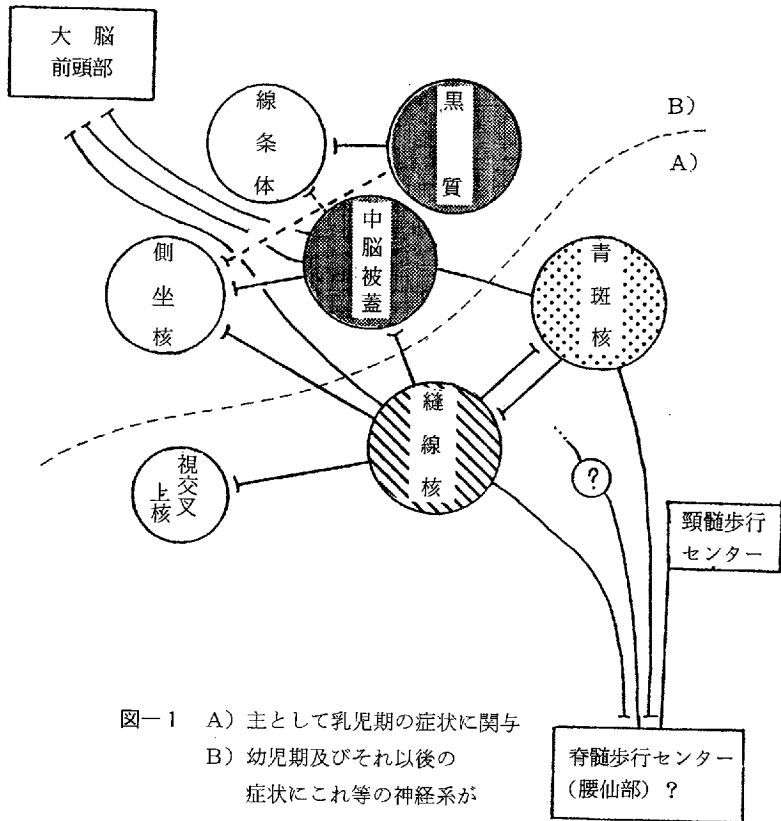 大脳
前頭部
線条体
黒質
B)
A)
中脳被蓋
側坐核
青斑核
縫線核
視交叉
上核
?
頸髄歩行
センター
図－1 A) 主として乳児期の症状に関与
B) 幼児期及びそれ以後の
症状にこれ等の神経系が
脊髄歩行センター
(腰仙部) ?